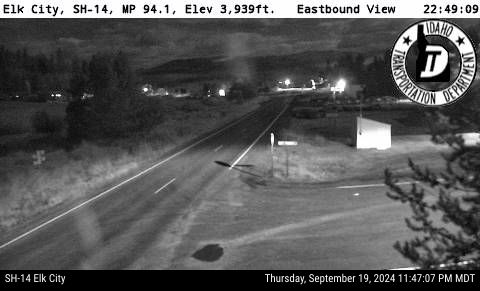 Elk City, SH-14, MP 94.1, Elev 3,939ft. Eastbound View 22:49:09
IDAHO
TRANSPORTATION DEPARTMENT
SH-14 Elk City Thursday, September 19, 2024 11:47:07 PM MDT